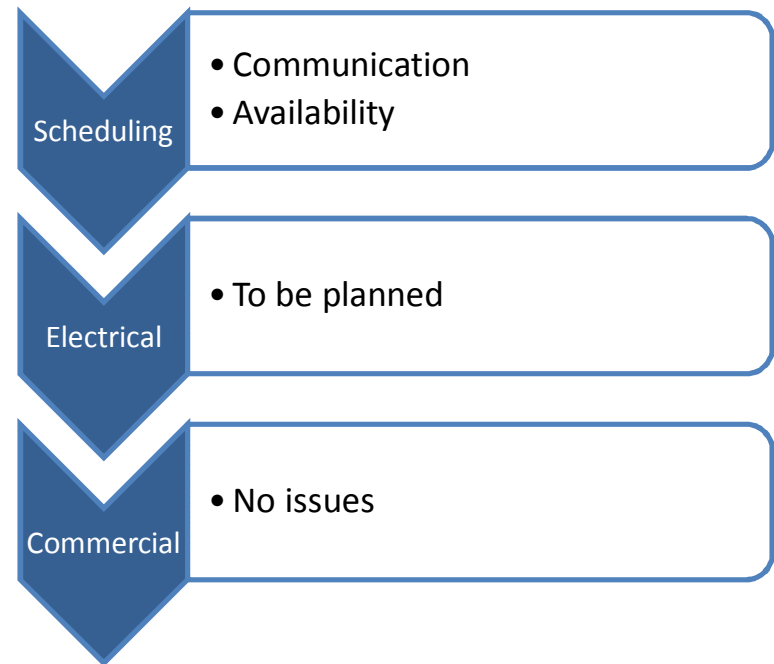 Scheduling
• Communication
• Availability
Electrical
• To be planned
Commercial
• No issues